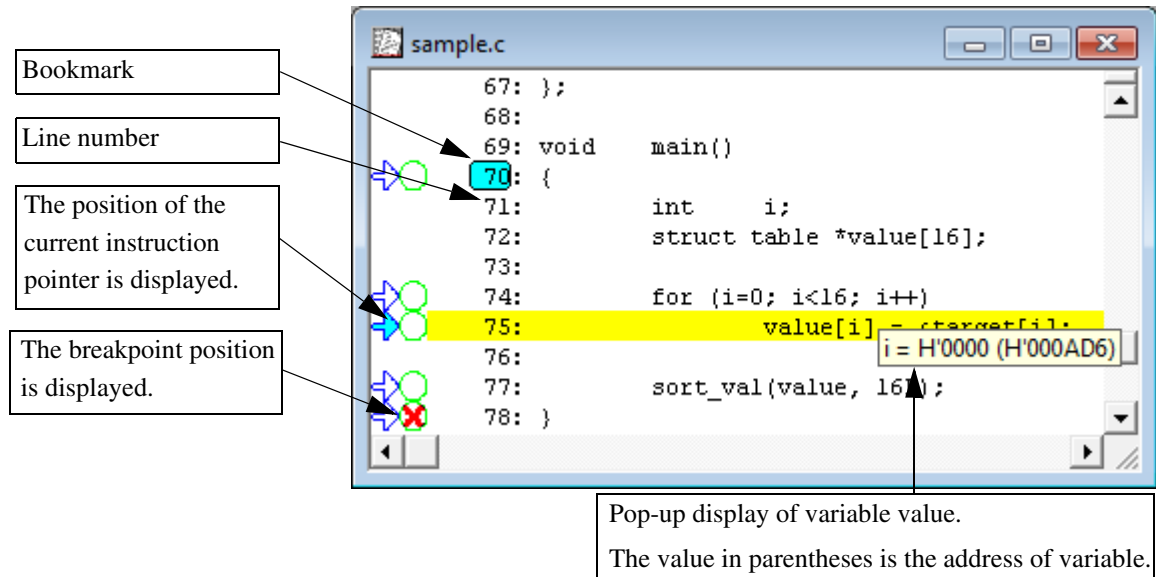 sample.c
Bookmark
Line number
The position of the
current instruction
pointer is displayed.
The breakpoint position
is displayed.
67: };
68:
69: void main()
70: {
71: int i;
72: struct table *value[16];
73:
74: for (i=0; i<16; i++)
75: value[i] = target[i];
76:
77: sort_val(value, 16);
78: }
i = H'0000 (H'000AD6)
Pop-up display of variable value.
The value in parentheses is the address of variable.